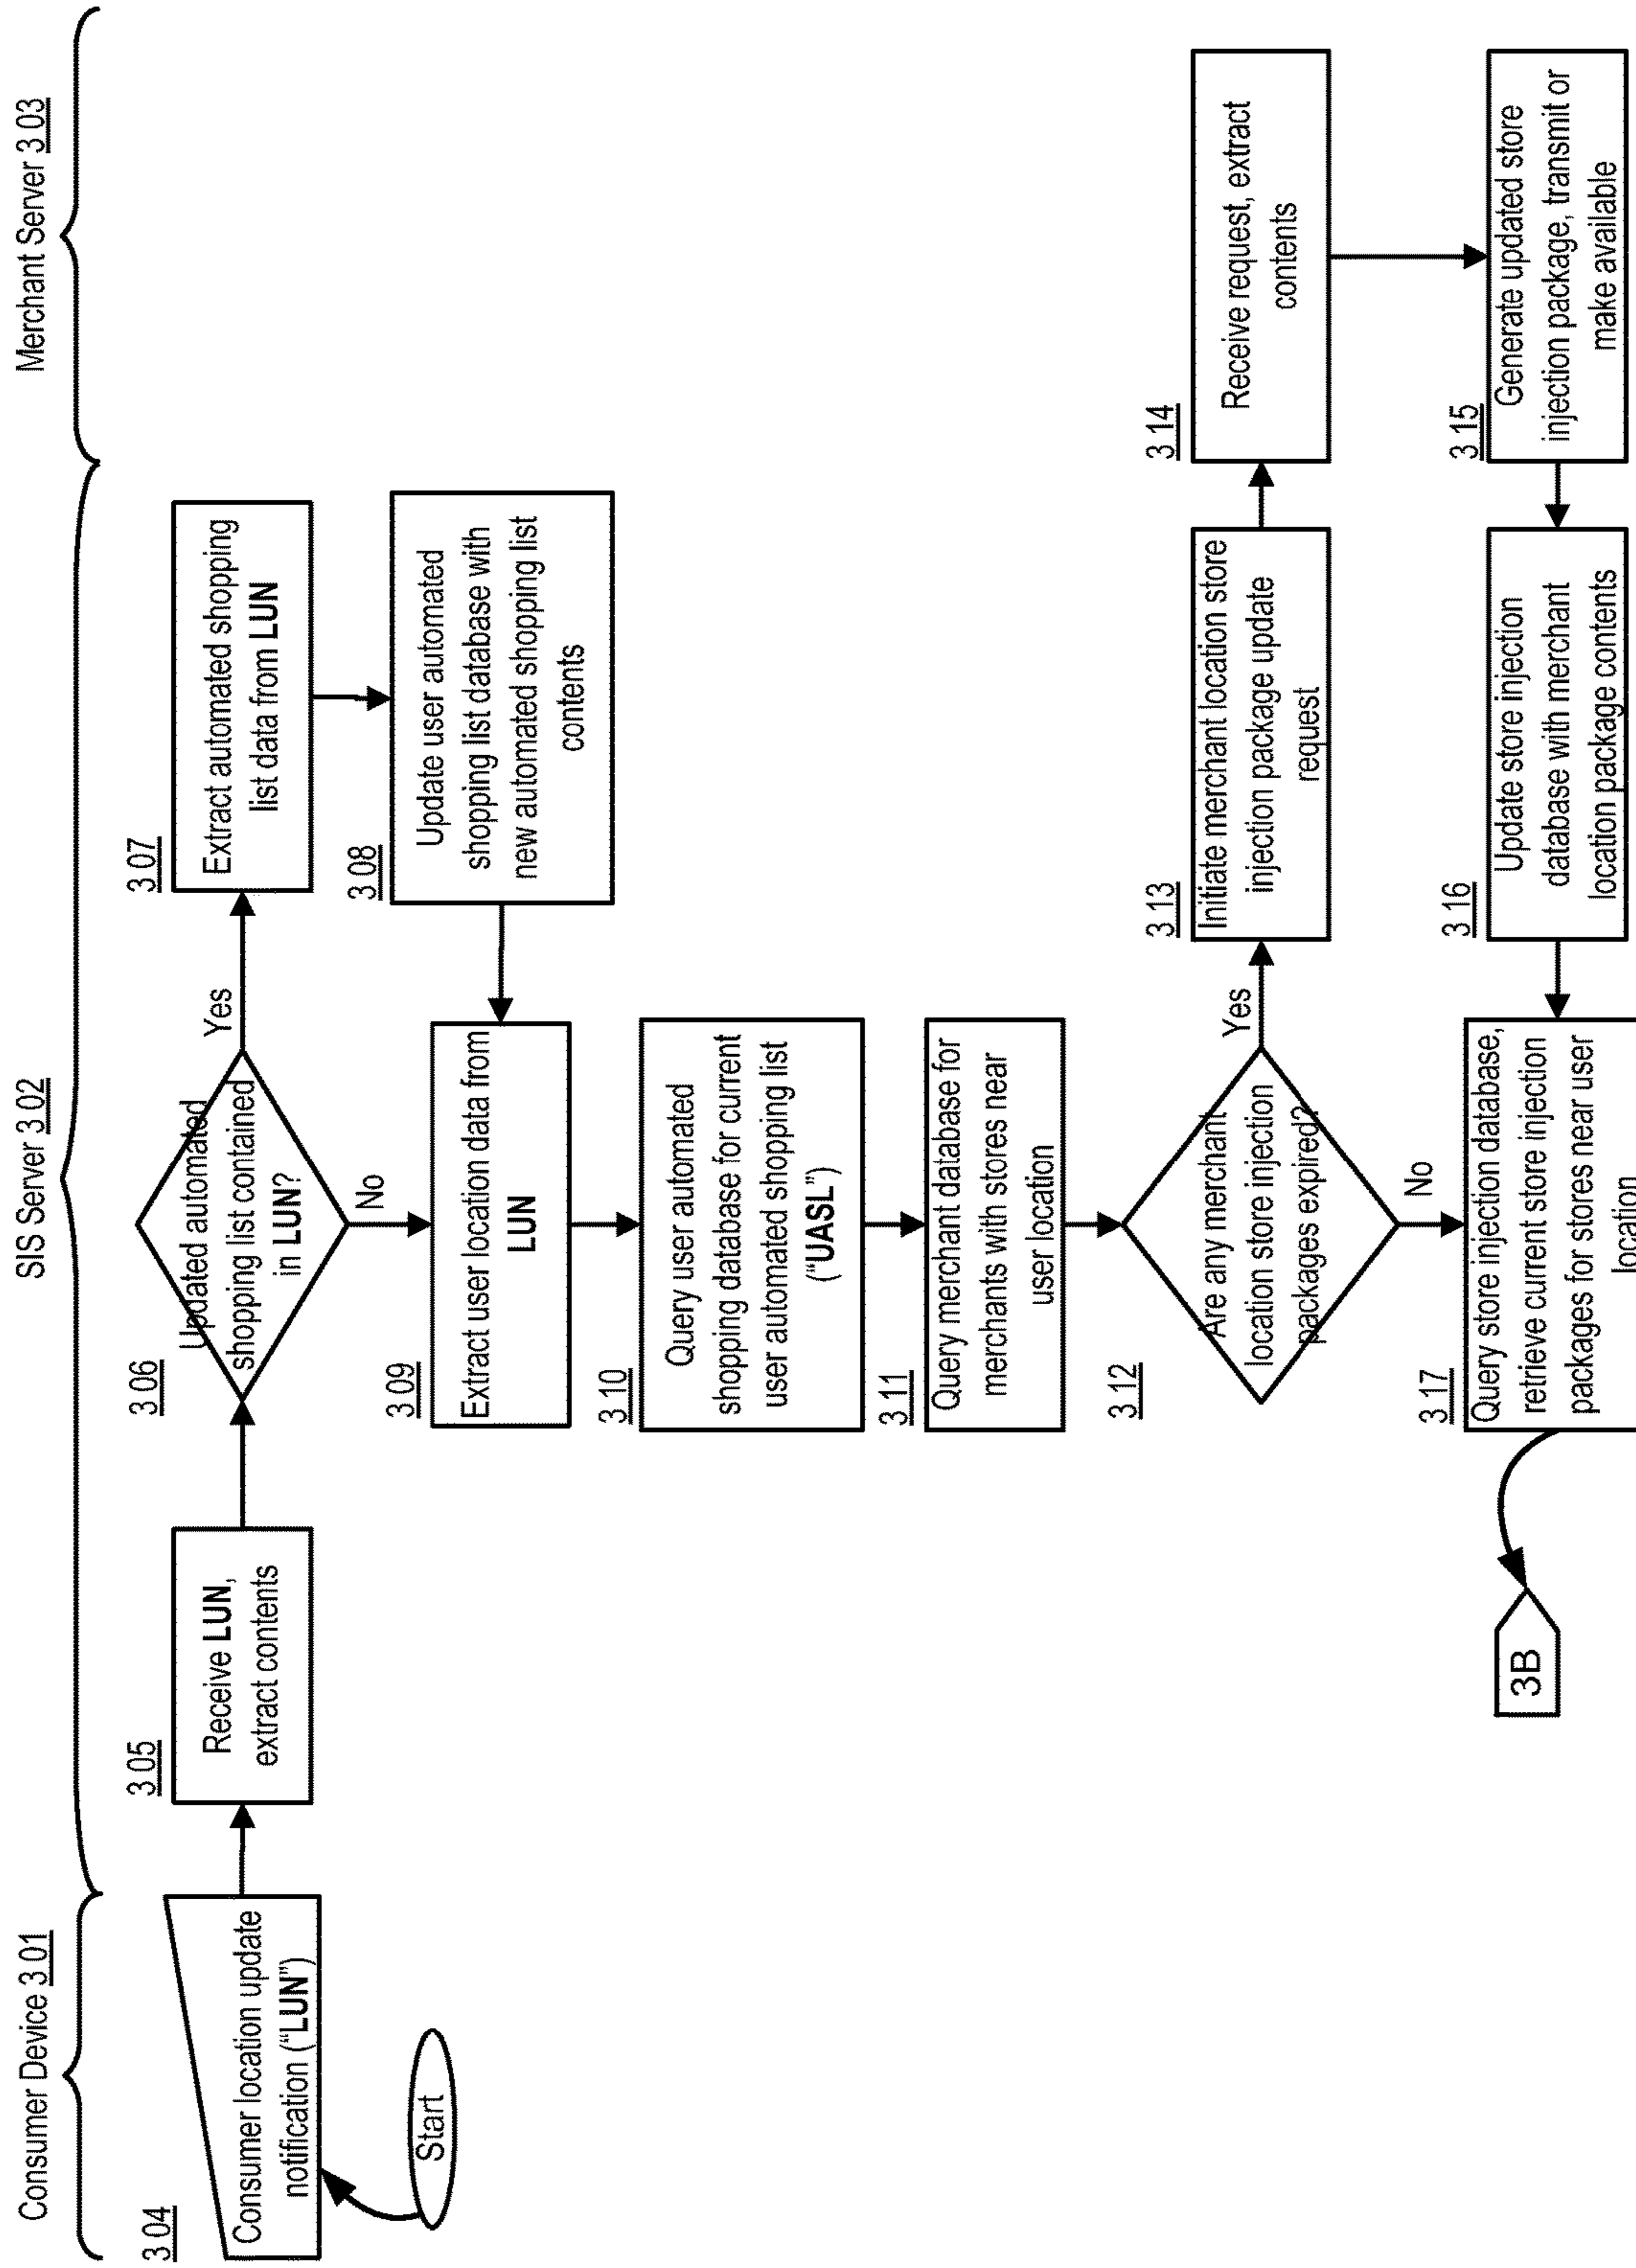 Consumer Device 3 01
SIS Server 3 02
Merchant Server 3 03
3 04
Consumer location update
notification (“LUN”)
Start
3 05
Receive LUN,
extract contents
3 06
Updated automated
shopping list contained
in LUN?
Yes
No
3 07
Extract automated shopping
list data from LUN
3 08
Update user automated
shopping list database with
new automated shopping list
contents
3 09
Extract user location data from
LUN
3 10
Query user automated
shopping database for current
user automated shopping list
(“UASL”)
3 11
Query merchant database for
merchants with stores near
user location
3 12
Are any merchant
location store injection
packages expired?
Yes
No
3 13
Initiate merchant location store
injection package update
request
3 14
Receive request, extract
contents
3 15
Generate updated store
injection package, transmit or
make available
3 16
Update store injection
database with merchant
location package contents
3 17
Query store injection database,
retrieve current store injection
packages for stores near user
location
3B